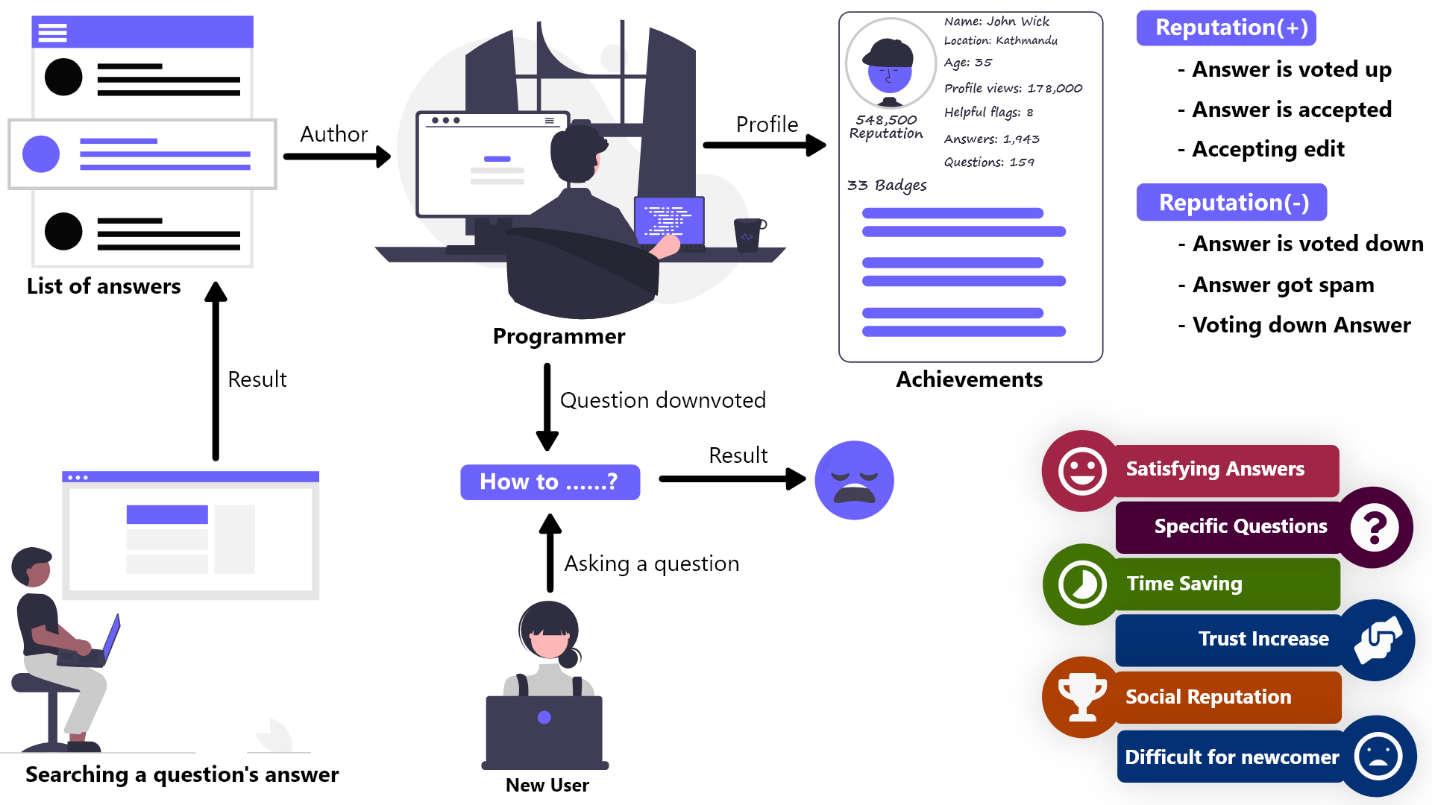 Author
List of answers
Result
Searching a question's answer
Programmer
Profile
Name: John Wick
Location: Kathmandu
Age: 35
Profile views: 178,000
Helpful flags: 8
Answers: 1,943
Questions: 159
548,500
Reputation
33 Badges
Achievements
Question downvoted
How to ......?
Result
Asking a question
New User
Reputation(+)
- Answer is voted up
- Answer is accepted
- Accepting edit
Reputation(-)
- Answer is voted down
- Answer got spam
- Voting down Answer
Satisfying Answers
Specific Questions
?
Time Saving
Trust Increase
Social Reputation
Difficult for newcomer